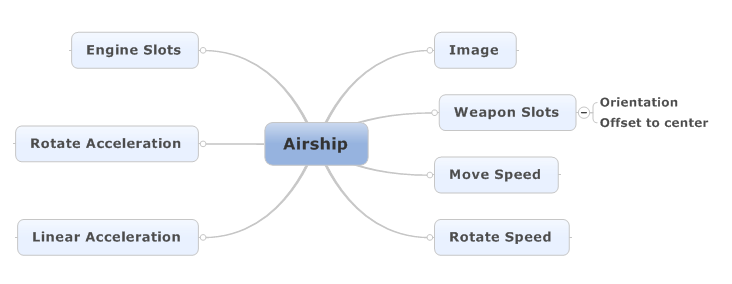 Engine Slots
Image
Weapon Slots
Orientation
Offset to center
Rotate Acceleration
Airship
Move Speed
Linear Acceleration
Rotate Speed